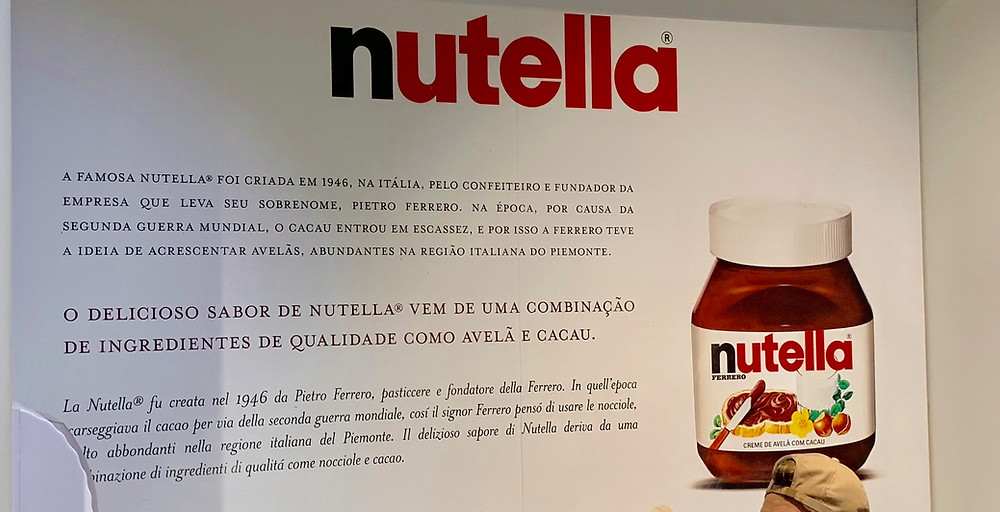 nutella®
A FAMOSA NUTELLA® FOI CRIADA EM 1946, NA ITÁLIA, PELO CONFEITEIRO E FUNDADOR DA
EMPRESA QUE LEVA SEU SOBRENOME, PIETRO FERRERO. NA ÉPOCA, POR CAUSA DA
SEGUNDA GUERRA MUNDIAL, O CACAU ENTROU EM ESCASSEZ, E POR ISSO A FERRERO TEVE
A IDEIA DE ACRESCENTAR AVELÃS, ABUNDANTES NA REGIÃO ITALIANA DO PIEMONTE.
O DELICIOSO SABOR DE NUTELLA® VEM DE UMA COMBINAÇÃO
DE INGREDIENTES DE QUALIDADE COMO AVELÃ E CACAU.
La Nutella® fu creata nel 1946 da Pietro Ferrero, pasticcere e fondatore della Ferrero. In quell'epoca
carseggiava il cacao per via della seconda guerra mondiale, cosí il signor Ferrero pensó di usare le nocciole,
lto abbondanti nella regione italiana del Piemonte. Il delizioso sapore di Nutella deriva da una
binazione di ingredienti di qualitá come nocciole e cacao.
nutella®
FERRERO
CREME DE AVELÃ COM CACAU